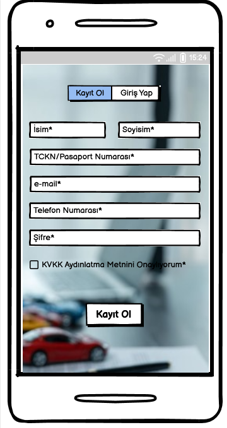 15:24
Kayıt Ol Giriş Yap
İsim* Soyisim*
TCKN/Pasaport Numarası*
e-mail*
Telefon Numarası*
Şifre*
KVKK Aydınlatma Metnini Onaylıyorum*
Kayıt Ol